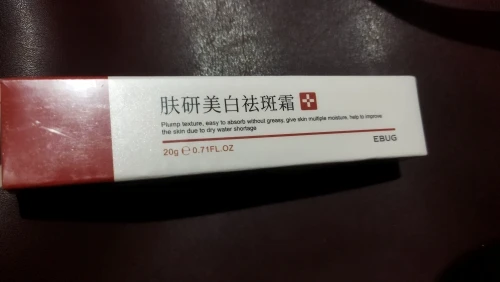 肤研美白祛斑霜
Plump texture, easy to absorb without greasy, give skin multiple moisture, help to improve
the skin due to dry water shortage
20g ℮ 0.71FL.OZ
EBUG